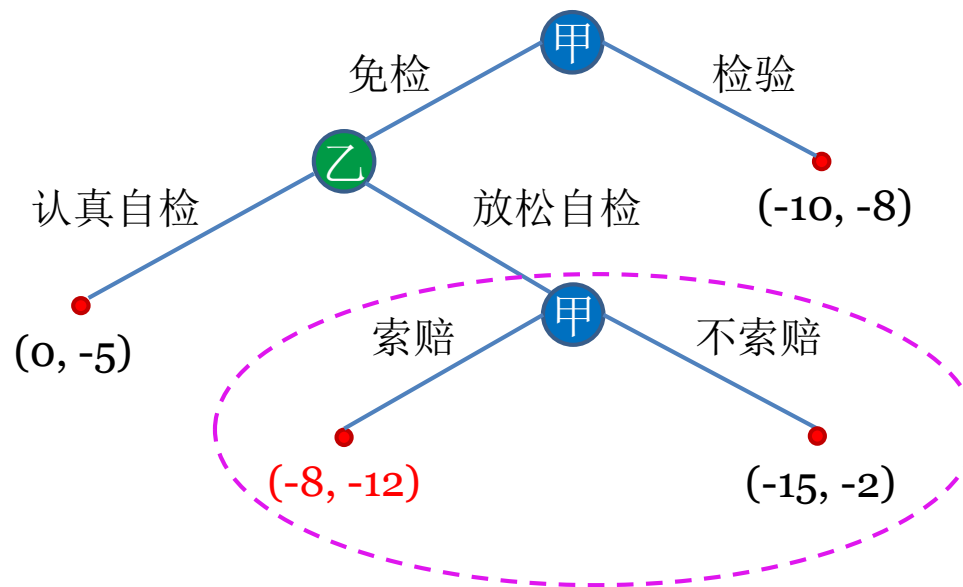 甲
免检
检验
乙
认真自检
放松自检
(-10, -8)
甲
(0, -5)
索赔
不索赔
(-8, -12)
(-15, -2)